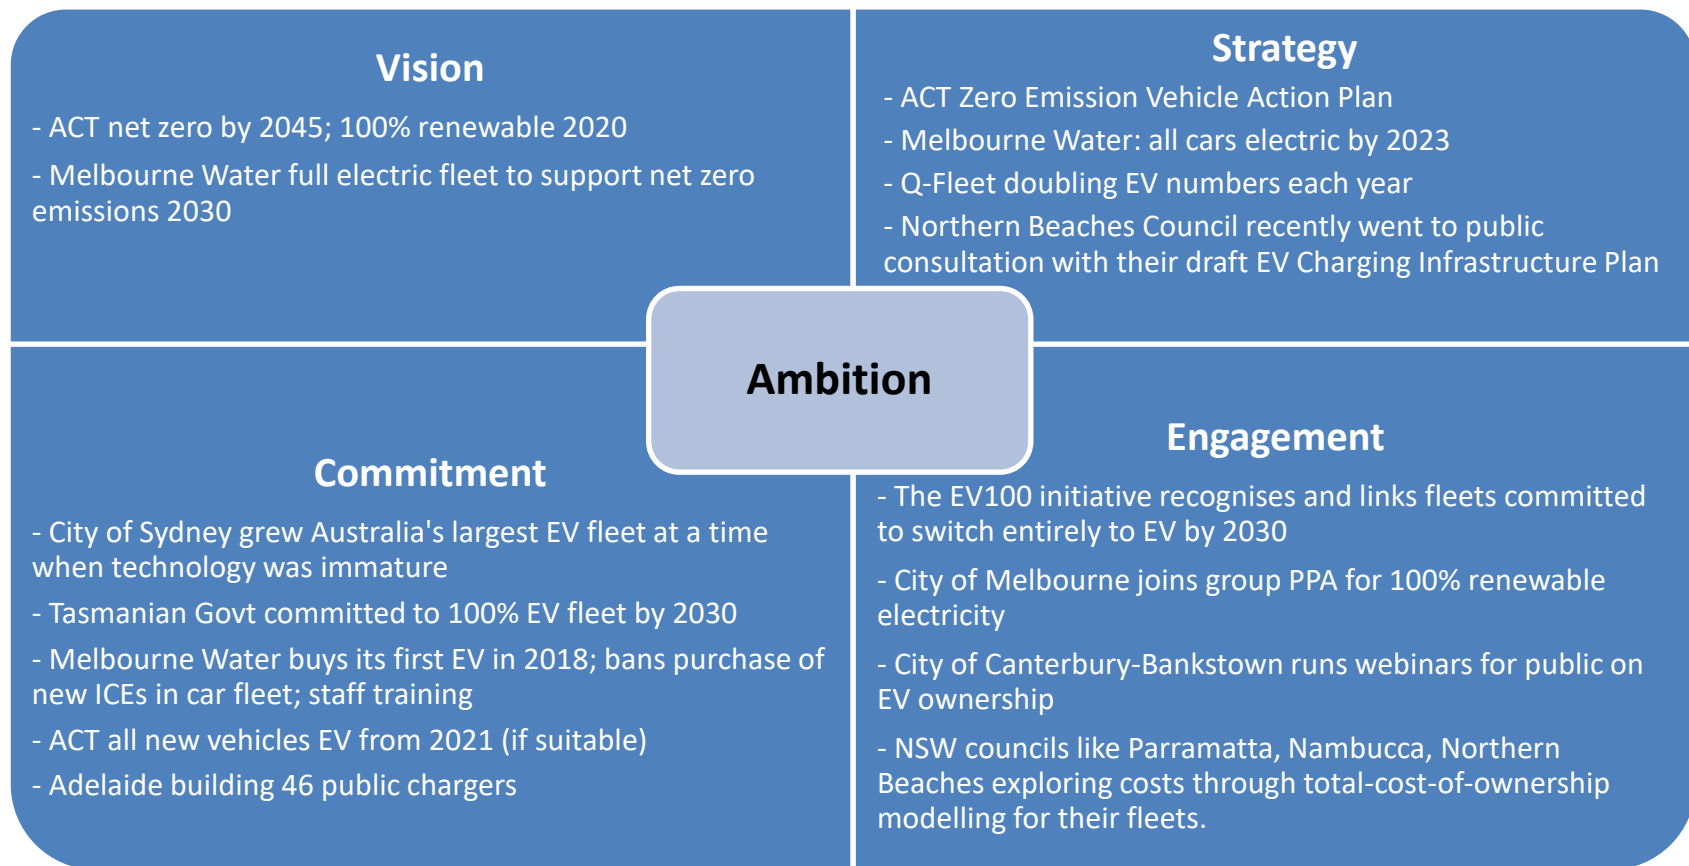 Vision
- ACT net zero by 2045; 100% renewable 2020
- Melbourne Water full electric fleet to support net zero
emissions 2030
Strategy
- ACT Zero Emission Vehicle Action Plan
- Melbourne Water: all cars electric by 2023
- Q-Fleet doubling EV numbers each year
- Northern Beaches Council recently went to public
consultation with their draft EV Charging Infrastructure Plan
Ambition
Commitment
- City of Sydney grew Australia's largest EV fleet at a time
when technology was immature
- Tasmanian Govt committed to 100% EV fleet by 2030
- Melbourne Water buys its first EV in 2018; bans purchase of
new ICEs in car fleet; staff training
- ACT all new vehicles EV from 2021 (if suitable)
- Adelaide building 46 public chargers
Engagement
- The EV100 initiative recognises and links fleets committed
to switch entirely to EV by 2030
- City of Melbourne joins group PPA for 100% renewable
electricity
- City of Canterbury-Bankstown runs webinars for public on
EV ownership
- NSW councils like Parramatta, Nambucca, Northern
Beaches exploring costs through total-cost-of-ownership
modelling for their fleets.